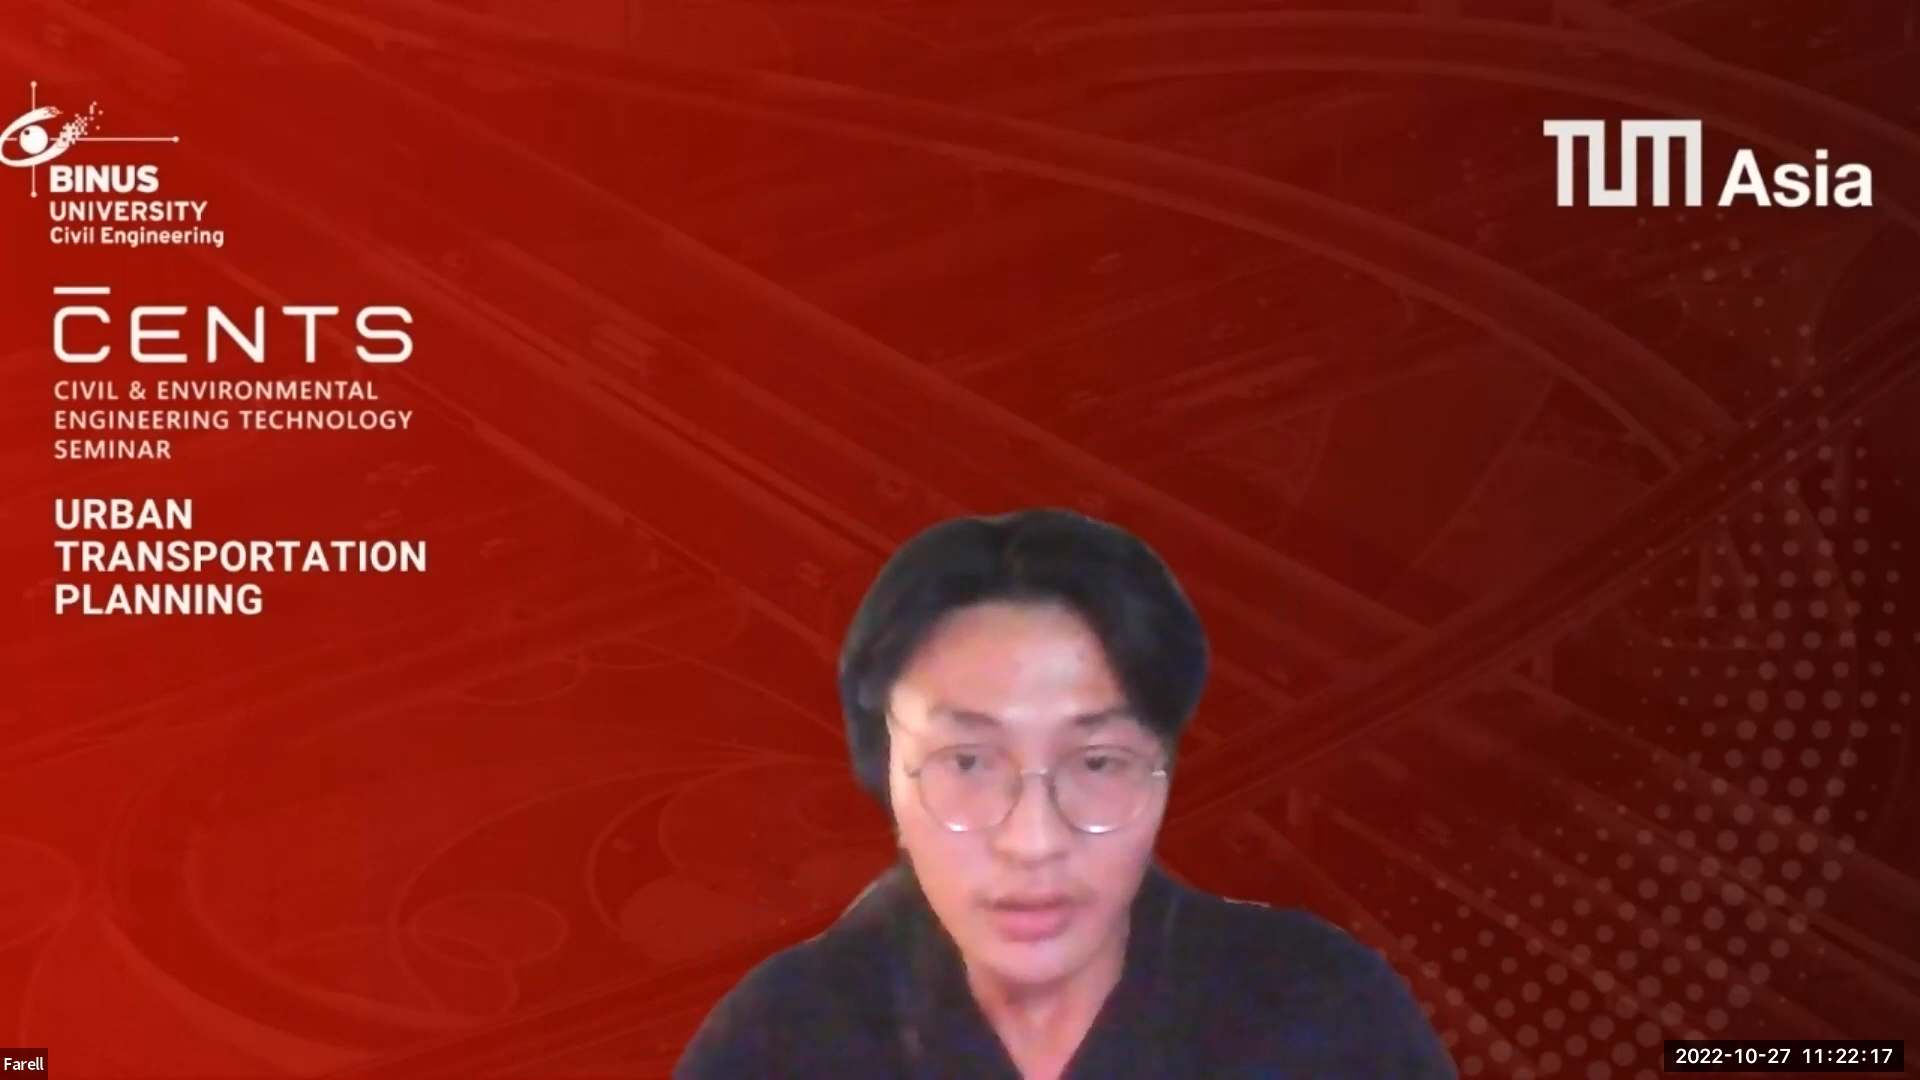 BINUS
UNIVERSITY
Civil Engineering
TUM Asia
CENTS
CIVIL & ENVIRONMENTAL
ENGINEERING TECHNOLOGY
SEMINAR
URBAN
TRANSPORTATION
PLANNING
Farell
2022-10-27 11:22:17